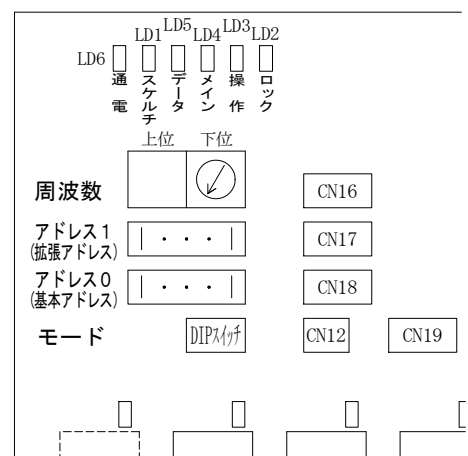 LD6 LD1 LD5 LD4 LD3 LD2
通電 スケルチ データ メイン 操作 ロック
上位 下位
周波数
CN16
アドレス1
(拡張アドレス)
CN17
アドレス0
(基本アドレス)
CN18
モード
DIPスイッチ
CN12
CN19